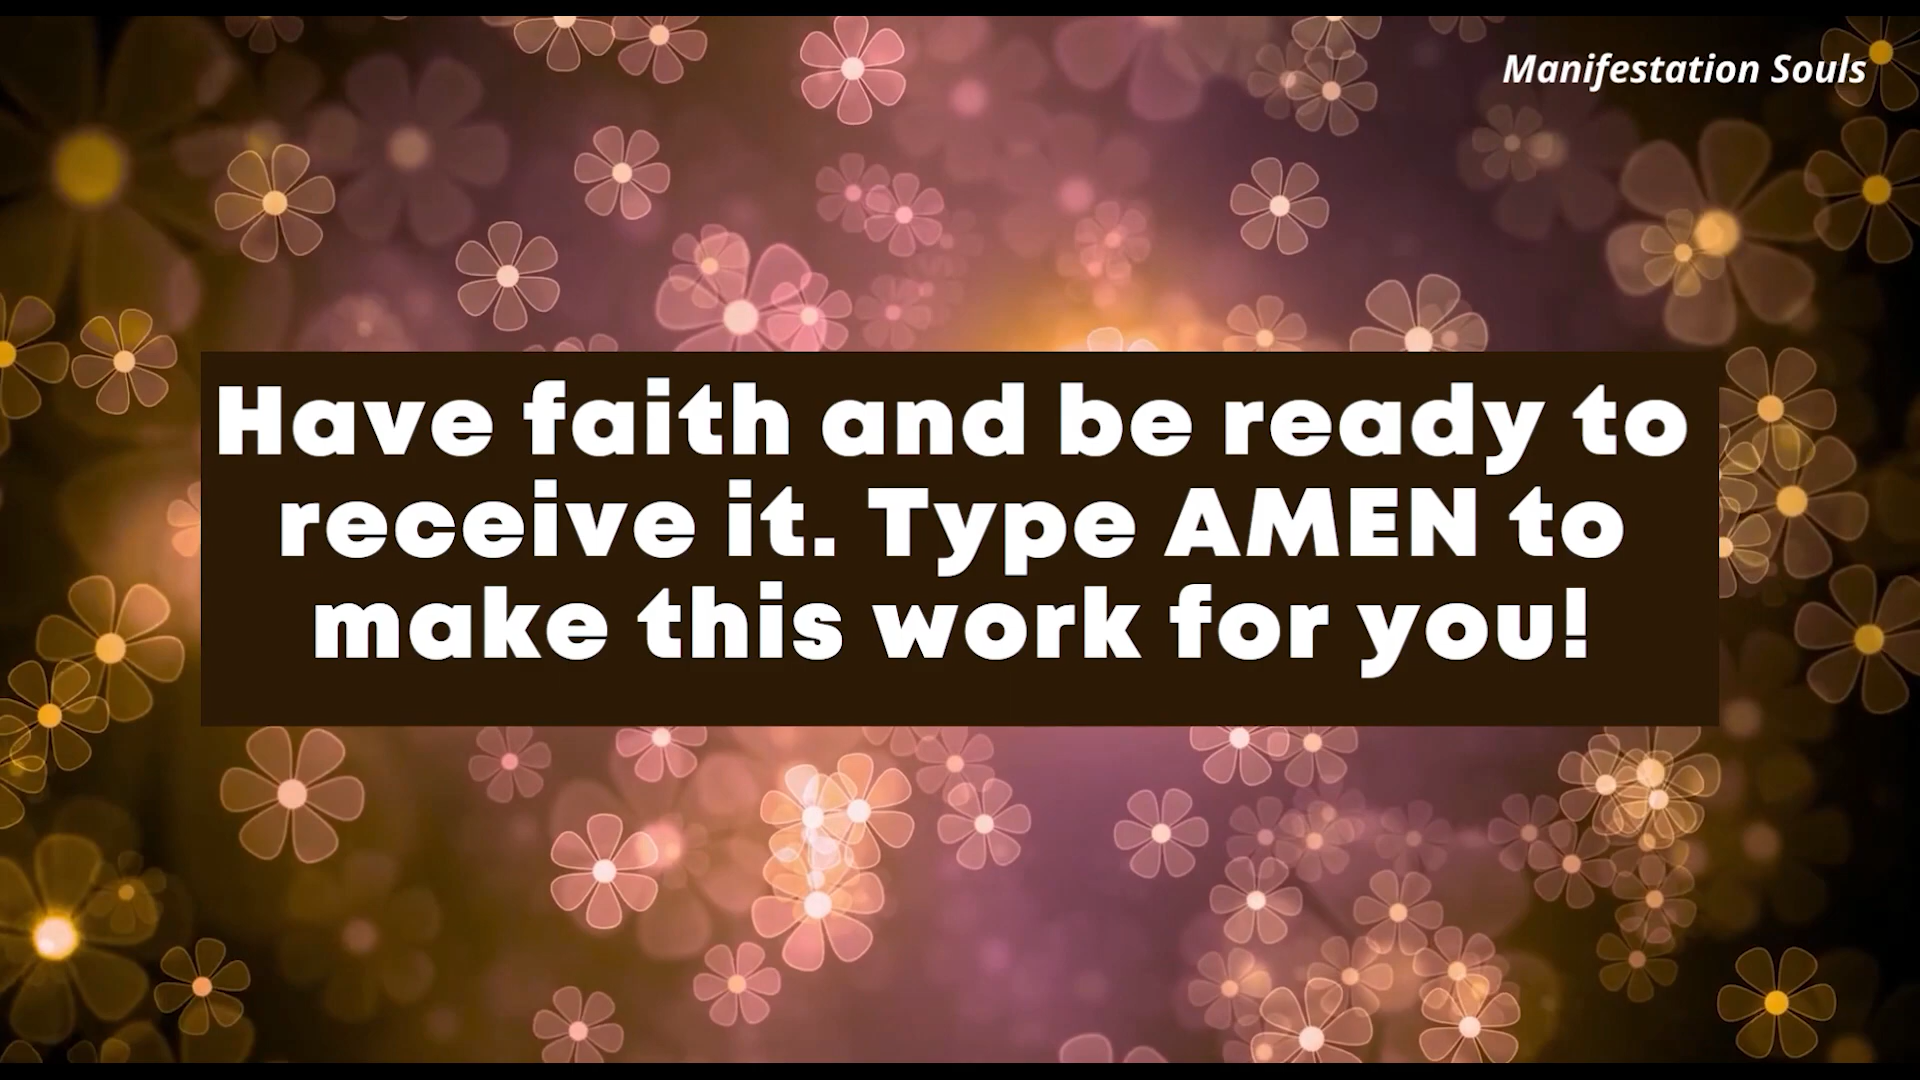 Manifestation Souls
Have faith and be ready to
receive it. Type AMEN to
make this work for you!